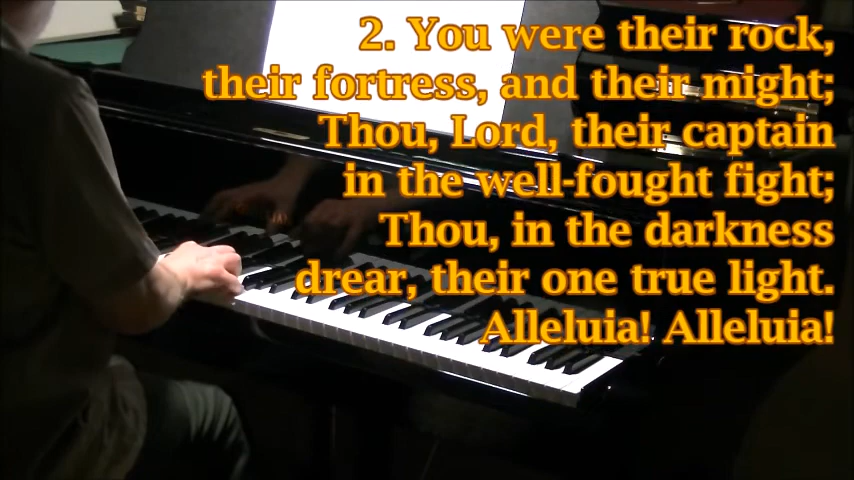 2. You were their rock,
their fortress, and their might;
Thou, Lord, their captain
in the well-fought fight;
Thou, in the darkness
drear, their one true light.
Alleluia! Alleluia!